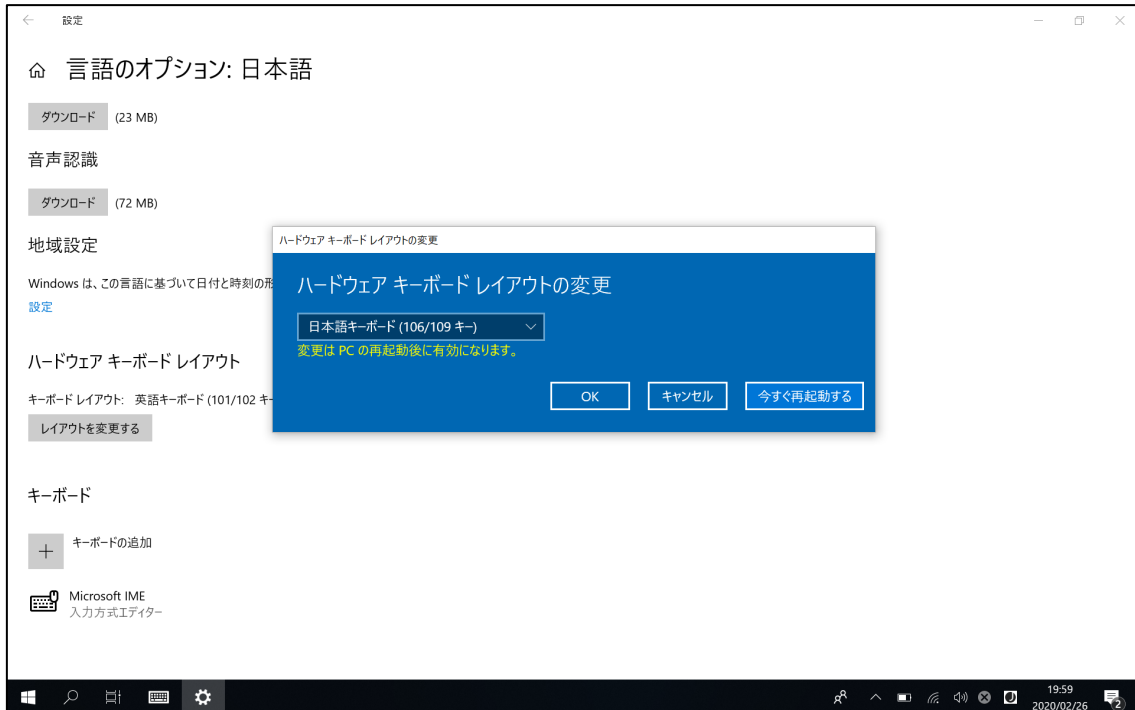 設定
言語のオプション: 日本語
ダウンロード (23 MB)
音声認識
ダウンロード (72 MB)
地域設定
Windows は、この言語に基づいて日付と時刻の形
設定
ハードウェア キーボード レイアウト
キーボード レイアウト: 英語キーボード (101/102 キー
レイアウトを変更する
キーボード
キーボードの追加
Microsoft IME
入力方式エディター
ハードウェア キーボード レイアウトの変更
ハードウェア キーボード レイアウトの変更
日本語キーボード (106/109 キー)
変更は PC の再起動後に有効になります。
OK キャンセル 今すぐ再起動する
19:59
2020/02/26
2